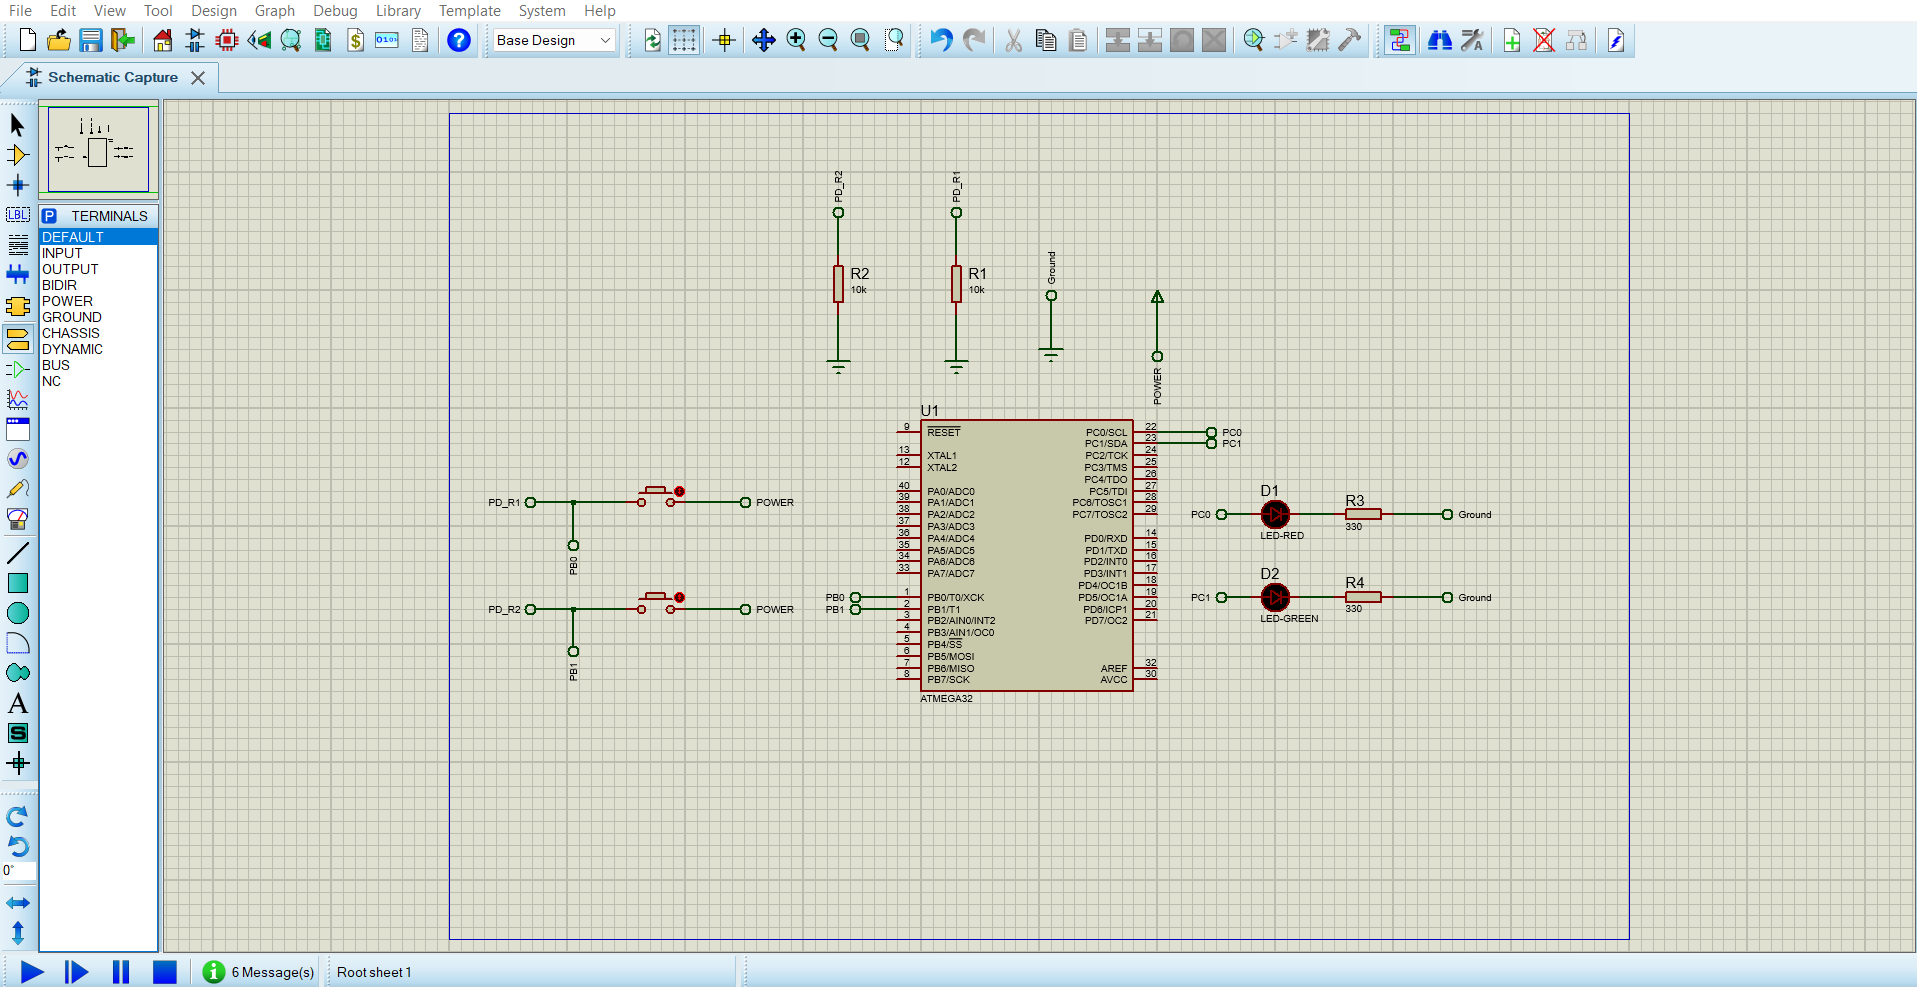 File Edit View Tool Design Graph Debug Library Template System Help
Base Design
Schematic Capture
LBL
P TERMINALS
DEFAULT
INPUT
OUTPUT
BIDIR
POWER
GROUND
CHASSIS
DYNAMIC
BUS
NC
A
S
0°
PD_R2
R2
10k
PD_R1
R1
10k
Ground
POWER
U1
9 RESET
13 XTAL1
12 XTAL2
40 PA0/ADC0
39 PA1/ADC1
38 PA2/ADC2
37 PA3/ADC3
36 PA4/ADC4
35 PA5/ADC5
34 PA6/ADC6
33 PA7/ADC7
1 PB0/T0/XCK
2 PB1/T1
3 PB2/AIN0/INT2
4 PB3/AIN1/OC0
5 PB4/SS
6 PB5/MOSI
7 PB6/MISO
8 PB7/SCK
PC0/SCL 22
PC1/SDA 23
PC2/TCK 24
PC3/TMS 25
PC4/TDO 26
PC5/TDI 27
PC6/TOSC1 28
PC7/TOSC2 29
PD0/RXD 14
PD1/TXD 15
PD2/INT0 16
PD3/INT1 17
PD4/OC1B 18
PD5/OC1A 19
PD6/ICP1 20
PD7/OC2 21
AREF 32
AVCC 30
ATMEGA32
PC0
PC1
PB0
PB1
PD_R1
POWER
PB0
PD_R2
POWER
PB1
D1
PC0
LED-RED
R3
330
Ground
D2
PC1
LED-GREEN
R4
330
Ground
6 Message(s)
Root sheet 1